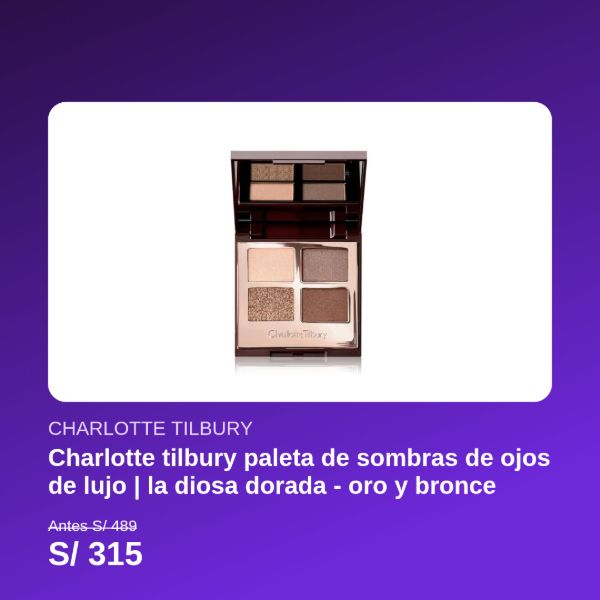 Charlotte Tilbury
CHARLOTTE TILBURY
Charlotte tilbury paleta de sombras de ojos
de lujo | la diosa dorada - oro y bronce
Antes S/ 489
S/ 315